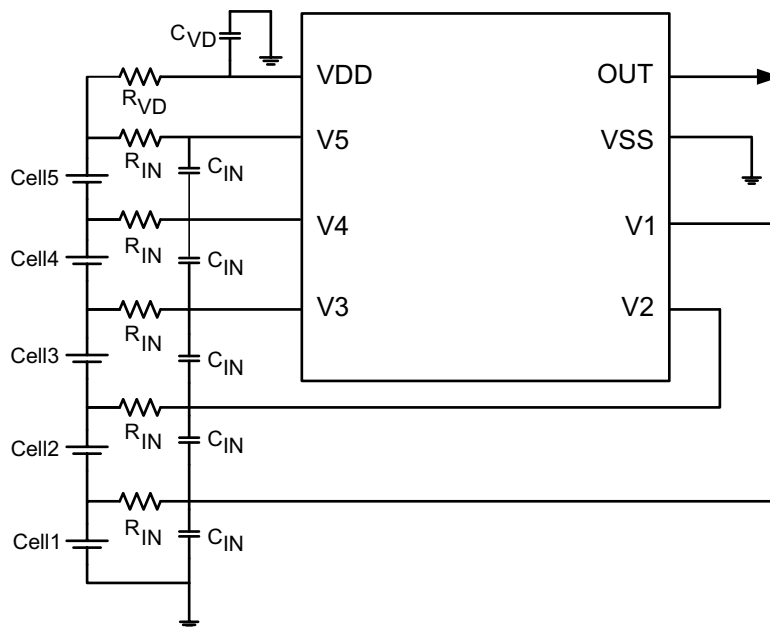 CVD
VDD
OUT
RVD
V5
VSS
RIN
CIN
Cell5
V4
V1
RIN
CIN
Cell4
V3
V2
RIN
CIN
Cell3
RIN
CIN
Cell2
RIN
CIN
Cell1